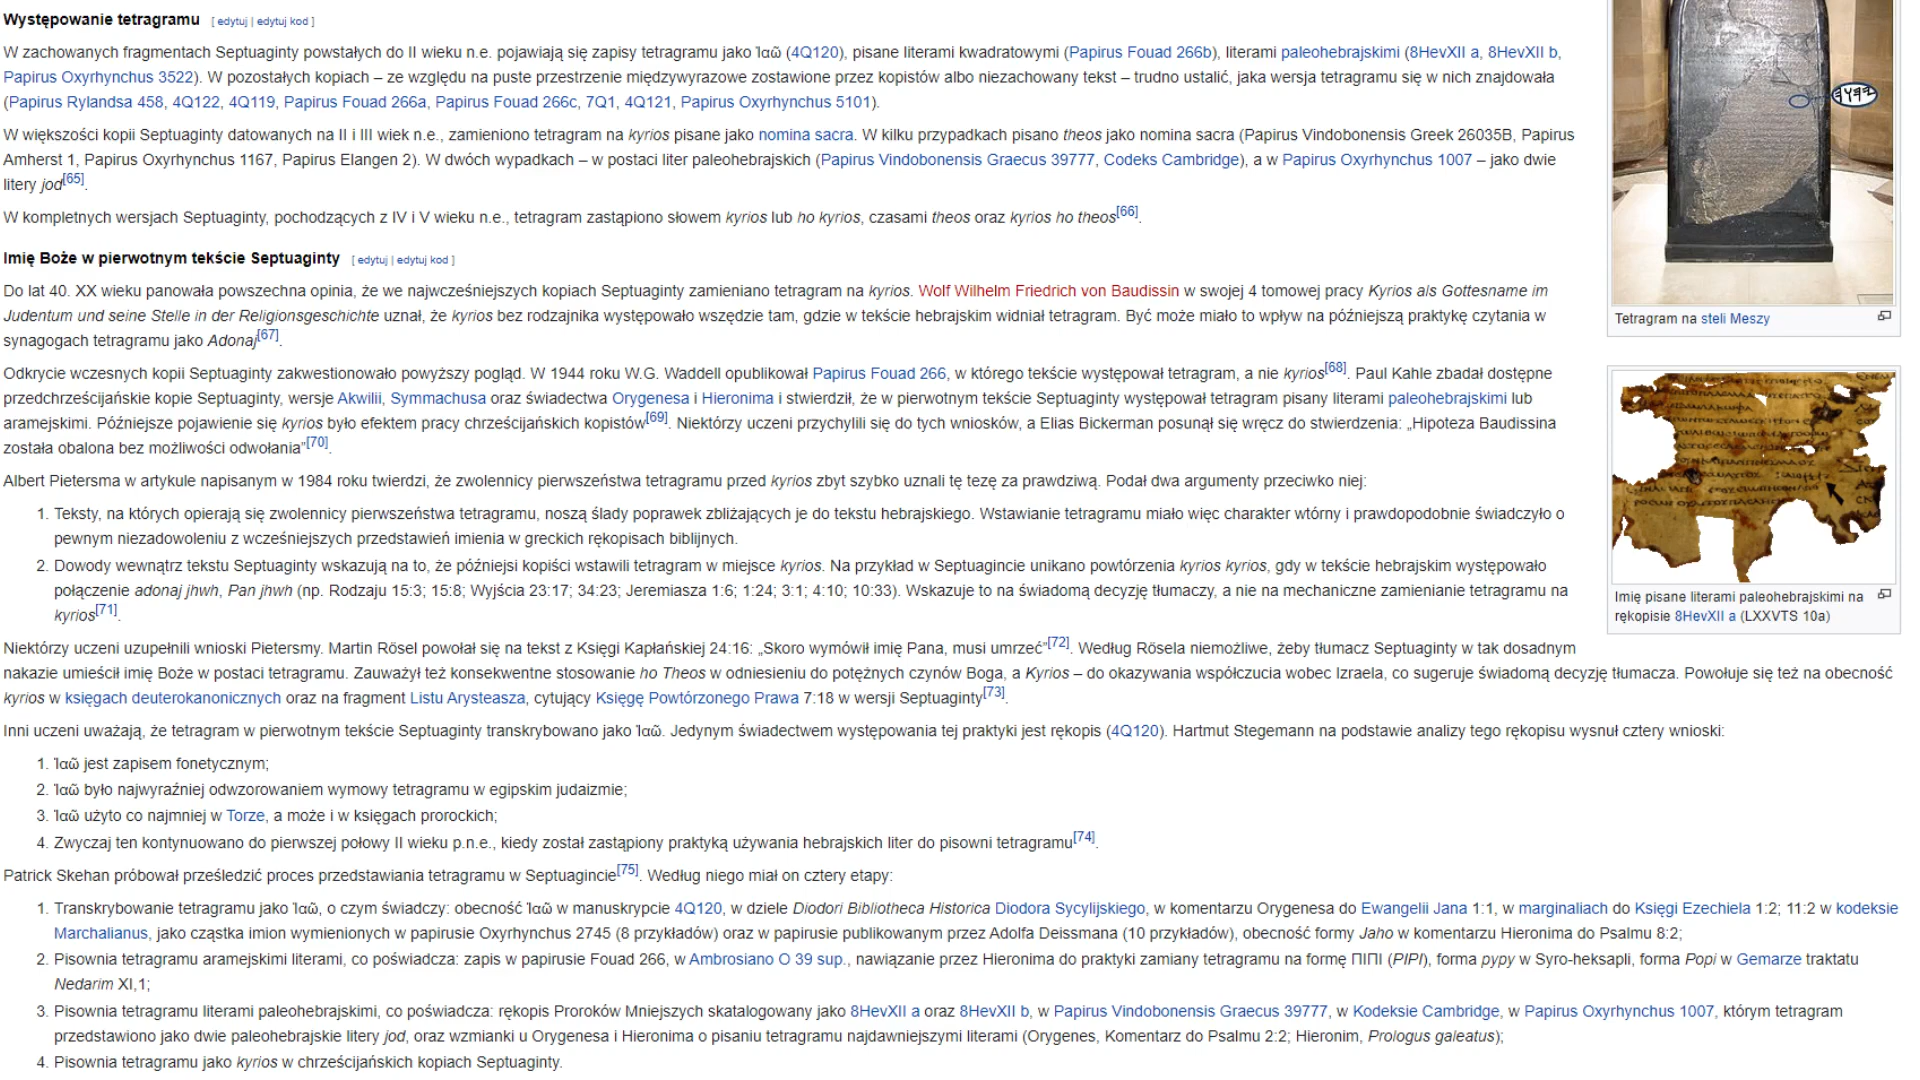 Występowanie tetragramu [ edytuj | edytuj kod ]
W zachowanych fragmentach Septuaginty powstałych do II wieku n.e. pojawiają się zapisy tetragramu jako Ἰαῶ (4Q120), pisane literami kwadratowymi (Papirus Fouad 266b), literami paleohebrajskimi (8HevXII a, 8HevXII b,
Papirus Oxyrhynchus 3522). W pozostałych kopiach – ze względu na puste przestrzenie międzywyrazowe zostawione przez kopistów albo niezachowany tekst – trudno ustalić, jaka wersja tetragramu się w nich znajdowała
(Papirus Rylandsa 458, 4Q122, 4Q119, Papirus Fouad 266a, Papirus Fouad 266c, 7Q1, 4Q121, Papirus Oxyrhynchus 5101).
W większości kopii Septuaginty datowanych na II i III wiek n.e., zamieniono tetragram na kyrios pisane jako nomina sacra. W kilku przypadkach pisano theos jako nomina sacra (Papirus Vindobonensis Greek 26035B, Papirus
Amherst 1, Papirus Oxyrhynchus 1167, Papirus Elangen 2). W dwóch wypadkach – w postaci liter paleohebrajskich (Papirus Vindobonensis Graecus 39777, Codeks Cambridge), a w Papirus Oxyrhynchus 1007 – jako dwie
litery jod[65].
W kompletnych wersjach Septuaginty, pochodzących z IV i V wieku n.e., tetragram zastąpiono słowem kyrios lub ho kyrios, czasami theos oraz kyrios ho theos[66].
Imię Boże w pierwotnym tekście Septuaginty [ edytuj | edytuj kod ]
Do lat 40. XX wieku panowała powszechna opinia, że we najwcześniejszych kopiach Septuaginty zamieniano tetragram na kyrios. Wolf Wilhelm Friedrich von Baudissin w swojej 4 tomowej pracy Kyrios als Gottesname im
Judentum und seine Stelle in der Religionsgeschichte uznał, że kyrios bez rodzajnika występowało wszędzie tam, gdzie w tekście hebrajskim widniał tetragram. Być może miało to wpływ na późniejszą praktykę czytania w
synagogach tetragramu jako Adonaj[67].
Odkrycie wczesnych kopii Septuaginty zakwestionowało powyższy pogląd. W 1944 roku W.G. Waddell opublikował Papirus Fouad 266, w którego tekście występował tetragram, a nie kyrios[68]. Paul Kahle zbadał dostępne
przedchrześcijańskie kopie Septuaginty, wersje Akwilii, Symmachusa oraz świadectwa Orygenesa i Hieronima i stwierdził, że w pierwotnym tekście Septuaginty występował tetragram pisany literami paleohebrajskimi lub
aramejskimi. Późniejsze pojawienie się kyrios było efektem pracy chrześcijańskich kopistów[69]. Niektórzy uczeni przychylili się do tych wniosków, a Elias Bickerman posunął się wręcz do stwierdzenia: „Hipoteza Baudissina
została obalona bez możliwości odwołania”[70].
Albert Pietersma w artykule napisanym w 1984 roku twierdzi, że zwolennicy pierwszeństwa tetragramu przed kyrios zbyt szybko uznali tę tezę za prawdziwą. Podał dwa argumenty przeciwko niej:
1. Teksty, na których opierają się zwolennicy pierwszeństwa tetragramu, noszą ślady poprawek zbliżających je do tekstu hebrajskiego. Wstawianie tetragramu miało więc charakter wtórny i prawdopodobnie świadczyło o
pewnym niezadowoleniu z wcześniejszych przedstawień imienia w greckich rękopisach biblijnych.
2. Dowody wewnątrz tekstu Septuaginty wskazują na to, że późniejsi kopiści wstawili tetragram w miejsce kyrios. Na przykład w Septuagincie unikano powtórzenia kyrios kyrios, gdy w tekście hebrajskim występowało
połączenie adonaj jhwh, Pan jhwh (np. Rodzaju 15:3; 15:8; Wyjścia 23:17; 34:23; Jeremiasza 1:6; 1:24; 3:1; 4:10; 10:33). Wskazuje to na świadomą decyzję tłumaczy, a nie na mechaniczne zamienianie tetragramu na
kyrios[71].
Niektórzy uczeni uzupełnili wnioski Pietersmy. Martin Rösel powołał się na tekst z Księgi Kapłańskiej 24:16: „Skoro wymówił imię Pana, musi umrzeć”[72]. Według Rösela niemożliwe, żeby tłumacz Septuaginty w tak dosadnym
nakazie umieścił imię Boże w postaci tetragramu. Zauważył też konsekwentne stosowanie ho Theos w odniesieniu do potężnych czynów Boga, a Kyrios – do okazywania współczucia wobec Izraela, co sugeruje świadomą decyzję tłumacza. Powołuje się też na obecność
kyrios w księgach deuterokanonicznych oraz na fragment Listu Arysteasza, cytujący Księgę Powtórzonego Prawa 7:18 w wersji Septuaginty[73].
Inni uczeni uważają, że tetragram w pierwotnym tekście Septuaginty transkrybowano jako Ἰαῶ. Jedynym świadectwem występowania tej praktyki jest rękopis (4Q120). Hartmut Stegemann na podstawie analizy tego rękopisu wysnuł cztery wnioski:
1. Ἰαῶ jest zapisem fonetycznym;
2. Ἰαῶ było najwyraźniej odwzorowaniem wymowy tetragramu w egipskim judaizmie;
3. Ἰαῶ użyto co najmniej w Torze, a może i w księgach prorockich;
4. Zwyczaj ten kontynuowano do pierwszej połowy II wieku p.n.e., kiedy został zastąpiony praktyką używania hebrajskich liter do pisowni tetragramu[74].
Patrick Skehan próbował prześledzić proces przedstawiania tetragramu w Septuagincie[75]. Według niego miał on cztery etapy:
1. Transkrybowanie tetragramu jako Ἰαῶ, o czym świadczy: obecność Ἰαῶ w manuskrypcie 4Q120, w dziele Diodori Bibliotheca Historica Diodora Sycylijskiego, w komentarzu Orygenesa do Ewangelii Jana 1:1, w marginaliach do Księgi Ezechiela 1:2; 11:2 w kodeksie
Marchalianus, jako cząstka imion wymienionych w papirusie Oxyrhynchus 2745 (8 przykładów) oraz w papirusie publikowanym przez Adolfa Deissmana (10 przykładów), obecność formy Jaho w komentarzu Hieronima do Psalmu 8:2;
2. Pisownia tetragramu aramejskimi literami, co poświadcza: zapis w papirusie Fouad 266, w Ambrosiano O 39 sup., nawiązanie przez Hieronima do praktyki zamiany tetragramu na formę ΠΙΠΙ (PIPI), forma pypy w Syro-heksapli, forma Popi w Gemarze traktatu
Nedarim XI,1;
3. Pisownia tetragramu literami paleohebrajskimi, co poświadcza: rękopis Proroków Mniejszych skatalogowany jako 8HevXII a oraz 8HevXII b, w Papirus Vindobonensis Graecus 39777, w Kodeksie Cambridge, w Papirus Oxyrhynchus 1007, którym tetragram
przedstawiono jako dwie paleohebrajskie litery jod, oraz wzmianki u Orygenesa i Hieronima o pisaniu tetragramu najdawniejszymi literami (Orygenes, Komentarz do Psalmu 2:2; Hieronim, Prologus galeatus);
4. Pisownia tetragramu jako kyrios w chrześcijańskich kopiach Septuaginty.
Tetragram na steli Meszy
Imię pisane literami paleohebrajskimi na
rękopisie 8HevXII a (LXXVTS 10a)